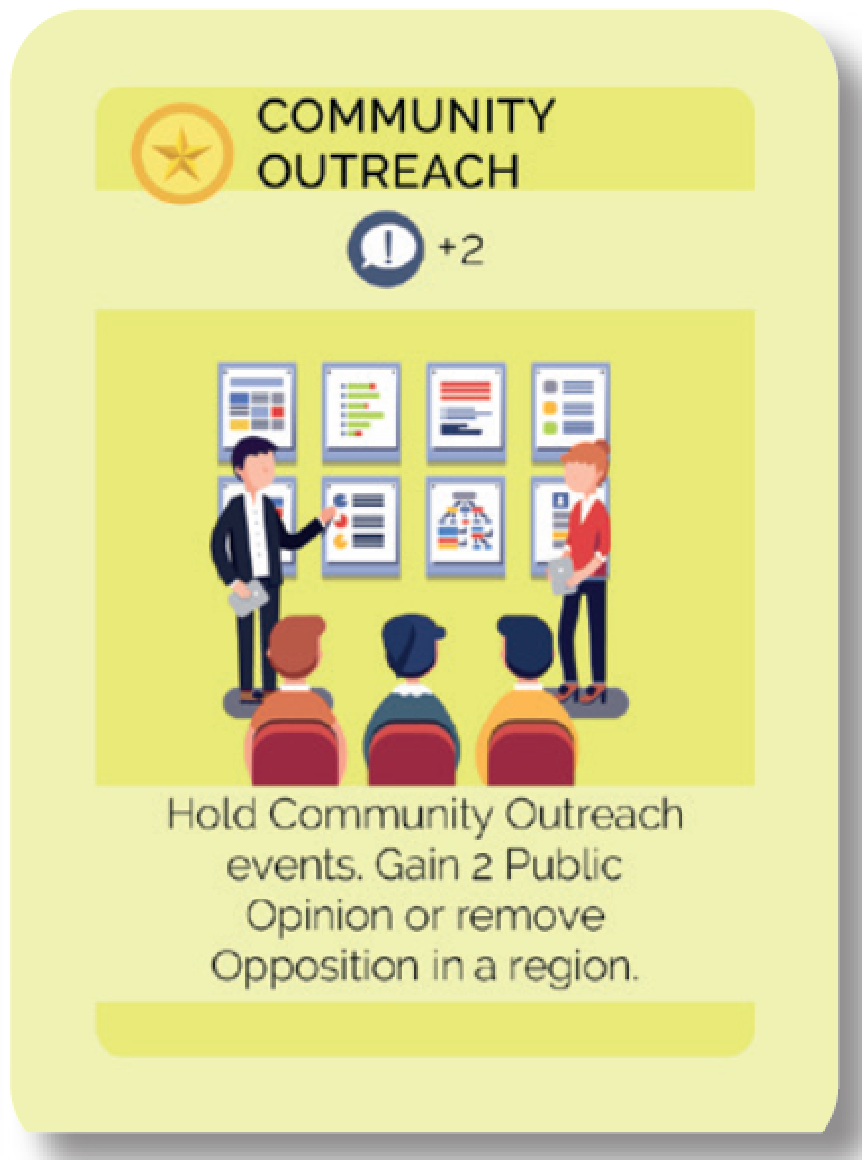 COMMUNITY
OUTREACH
! +2
Hold Community Outreach
events. Gain 2 Public
Opinion or remove
Opposition in a region.